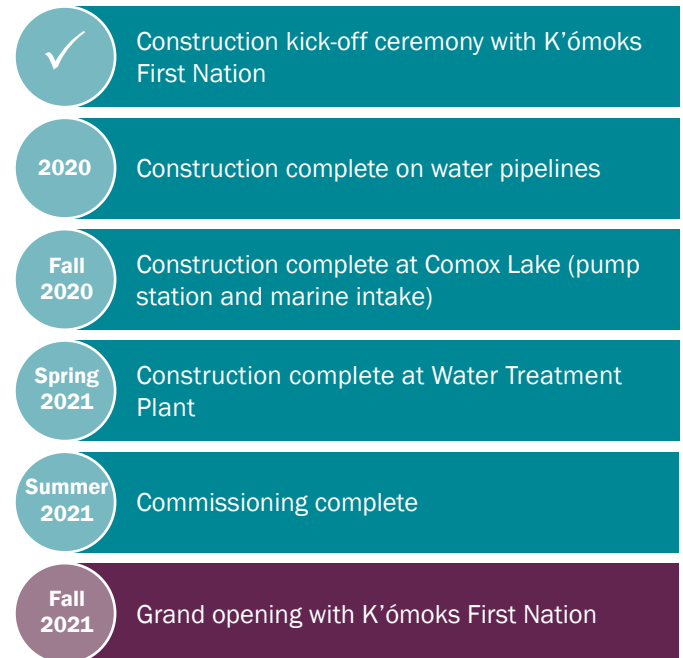 ✓
Construction kick-off ceremony with K’ómoks
First Nation
2020
Construction complete on water pipelines
Fall
2020
Construction complete at Comox Lake (pump
station and marine intake)
Spring
2021
Construction complete at Water Treatment
Plant
Summer
2021
Commissioning complete
Fall
2021
Grand opening with K’ómoks First Nation